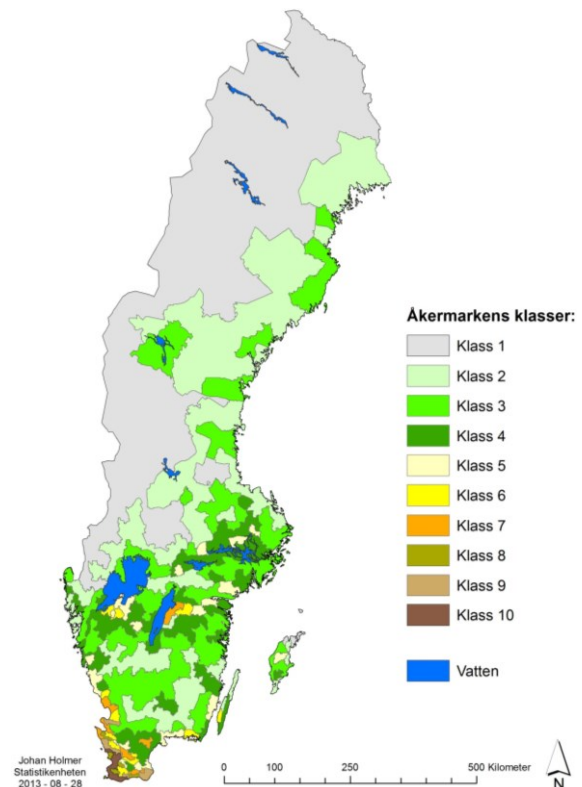 Åkermarkens klasser:
Klass 1
Klass 2
Klass 3
Klass 4
Klass 5
Klass 6
Klass 7
Klass 8
Klass 9
Klass 10
Vatten
Johan Holmer
Statistikenheten
2013 - 08 - 28
0 250 500 Kilometer
N